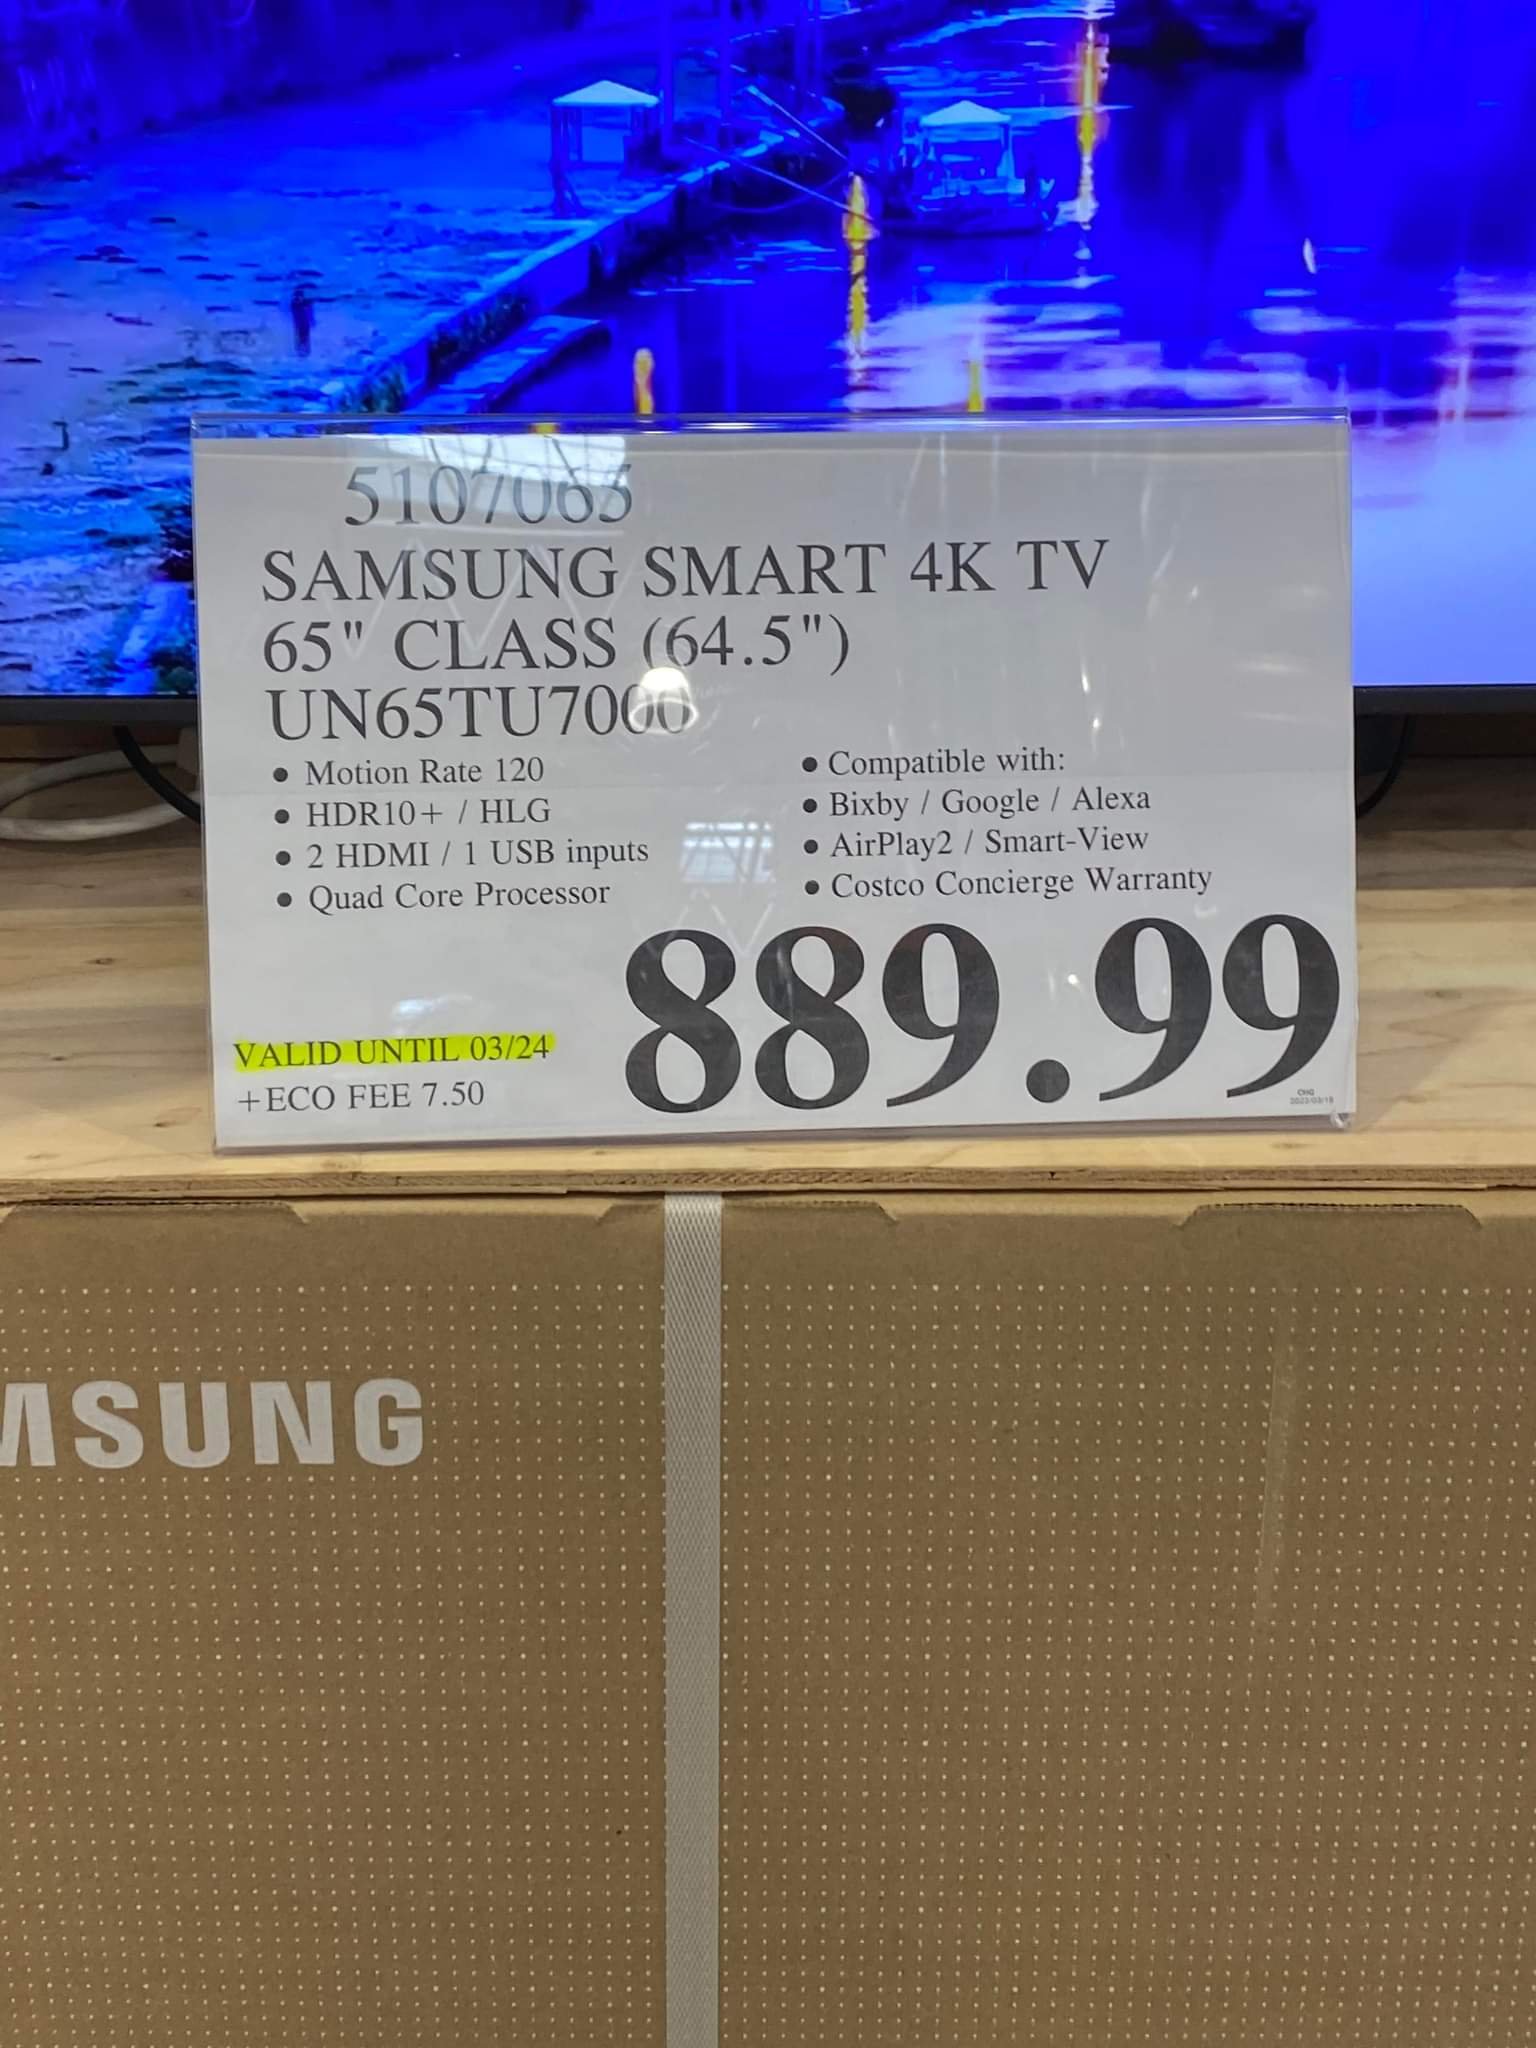 5107065
SAMSUNG SMART 4K TV
65" CLASS (64.5")
UN65TU7000
• Motion Rate 120
• HDR10+ / HLG
• 2 HDMI / 1 USB inputs
• Quad Core Processor
• Compatible with:
• Bixby / Google / Alexa
• AirPlay2 / Smart-View
• Costco Concierge Warranty
889.99
VALID UNTIL 03/24
+ECO FEE 7.50
MSUNG